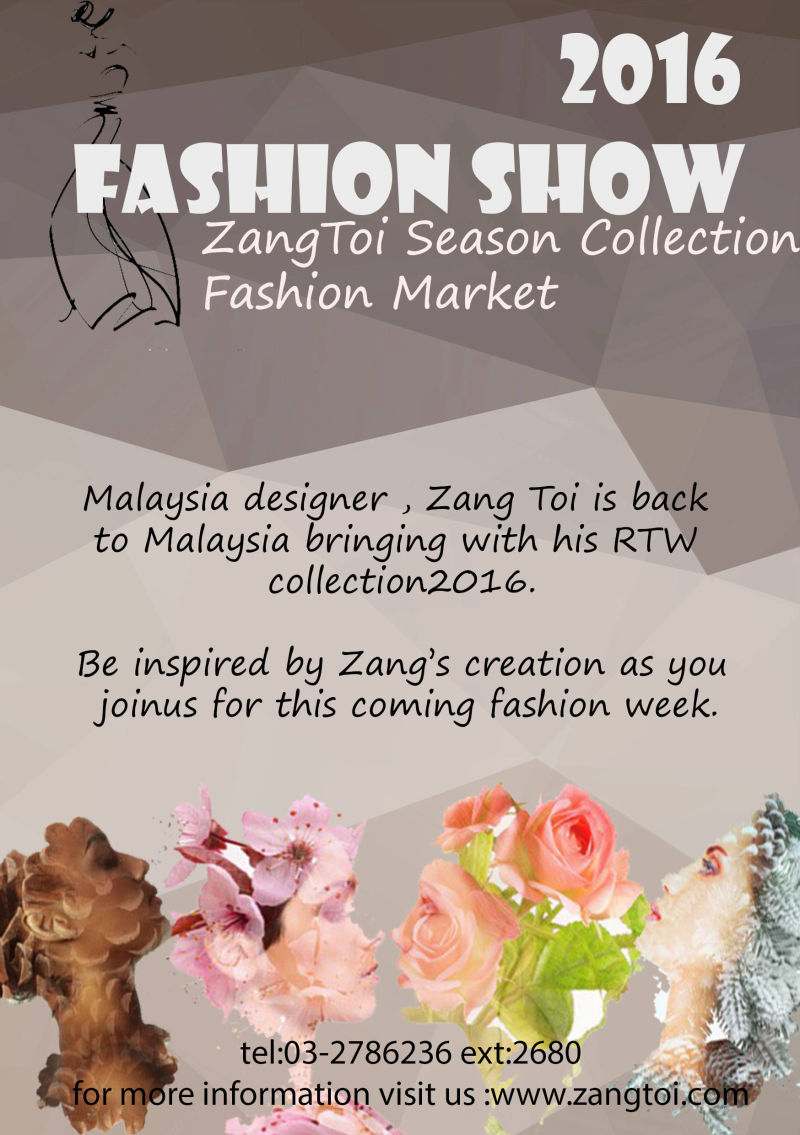 2016
FASHION SHOW
ZangToi Season Collection
Fashion Market
Malaysia designer , Zang Toi is back
to Malaysia bringing with his RTW
collection2016.
Be inspired by Zang’s creation as you
joinus for this coming fashion week.
tel:03-2786236 ext:2680
for more information visit us :www.zangtoi.com